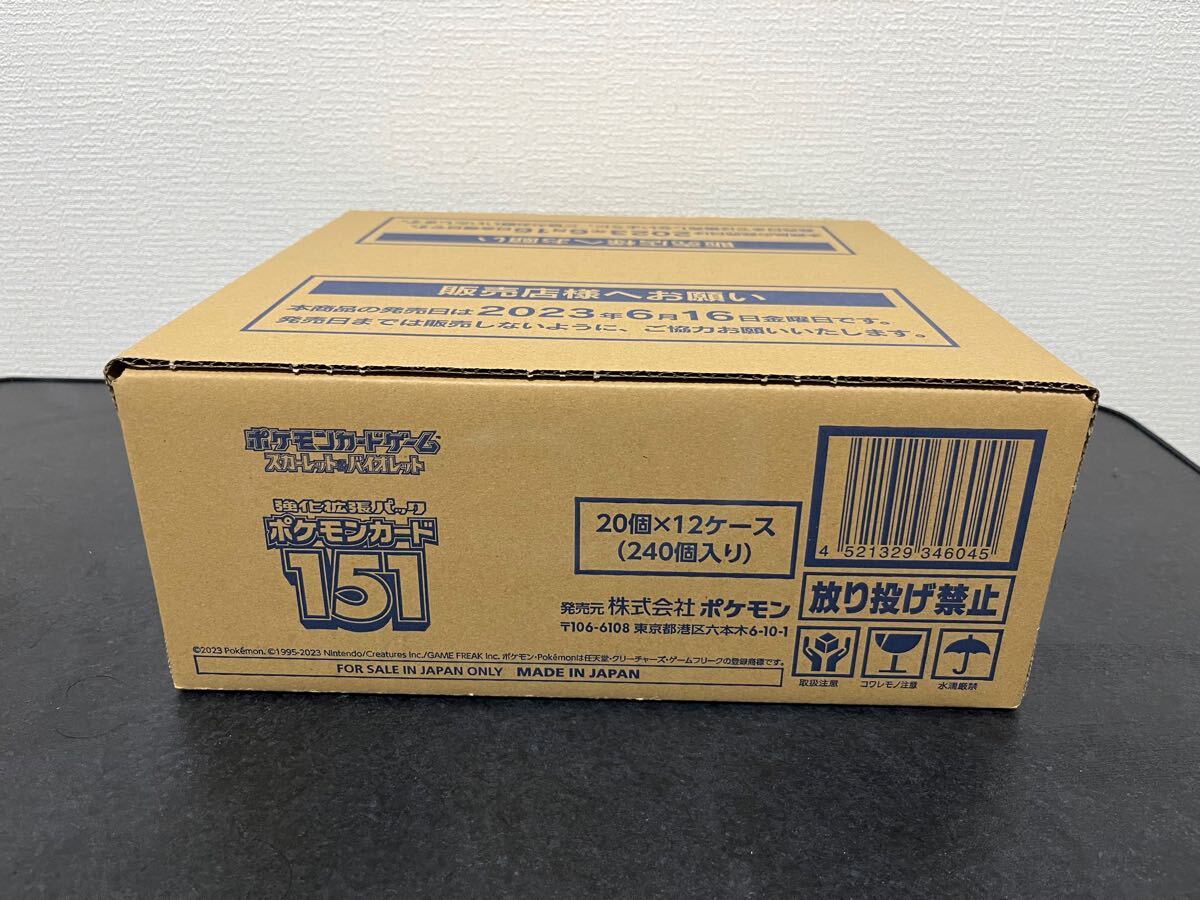 販売店様へお願い
販売店様へお願い
本商品の発売日は2023年6月16日金曜日です。
発売日までは販売しないように、ご協力お願いいたします。
ポケモンカードゲーム
スカーレット&バイオレット
強化拡張パック
ポケモンカード
151
20個×12ケース
(240個入り)
発売元 株式会社 ポケモン
〒106-6108 東京都港区六本木6-10-1
©2023 Pokémon. ©1995-2023 Nintendo/Creatures Inc./GAME FREAK Inc. ポケモン・Pokémonは任天堂・クリーチャーズ・ゲームフリークの登録商標です。
FOR SALE IN JAPAN ONLY MADE IN JAPAN
4 521329 346045
放り投げ禁止
取扱注意 コワレモノ注意 水濡厳禁